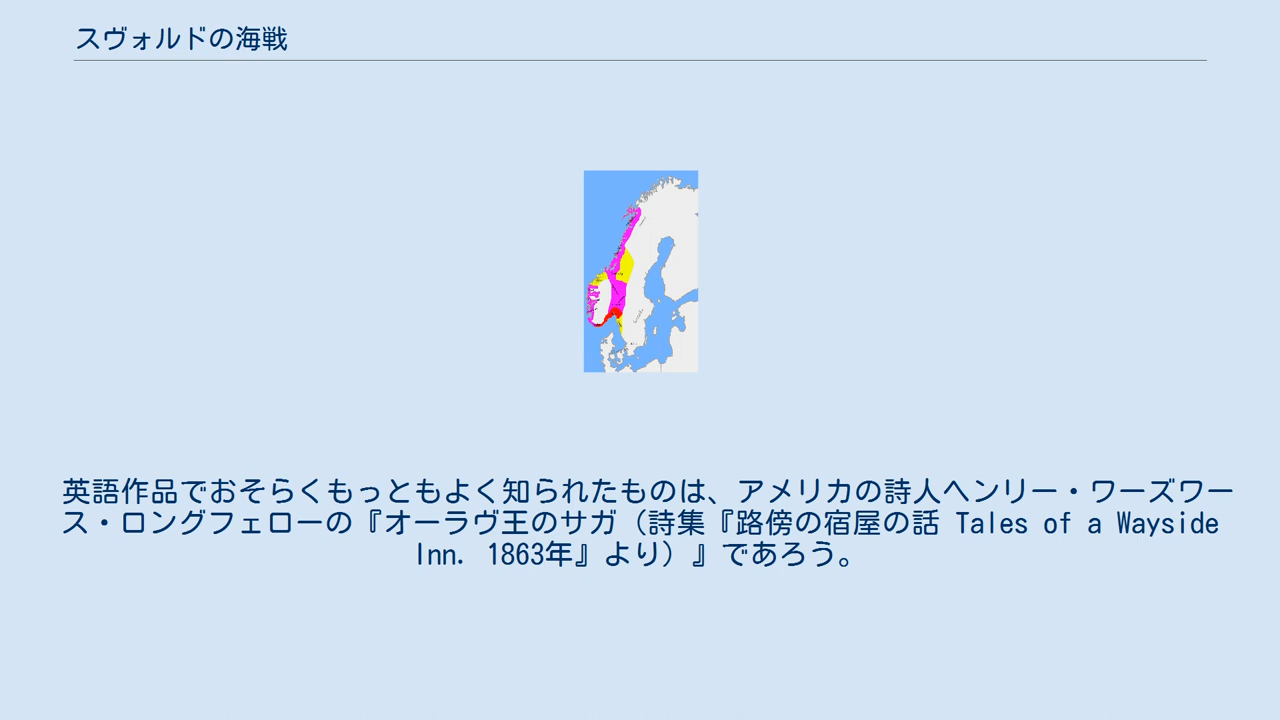 スヴォルドの海戦
英語作品でおそらくもっともよく知られたものは、アメリカの詩人ヘンリー・ワーズワー
ス・ロングフェローの『オーラヴ王のサガ（詩集『路傍の宿屋の話 Tales of a Wayside
Inn. 1863年』より）』であろう。